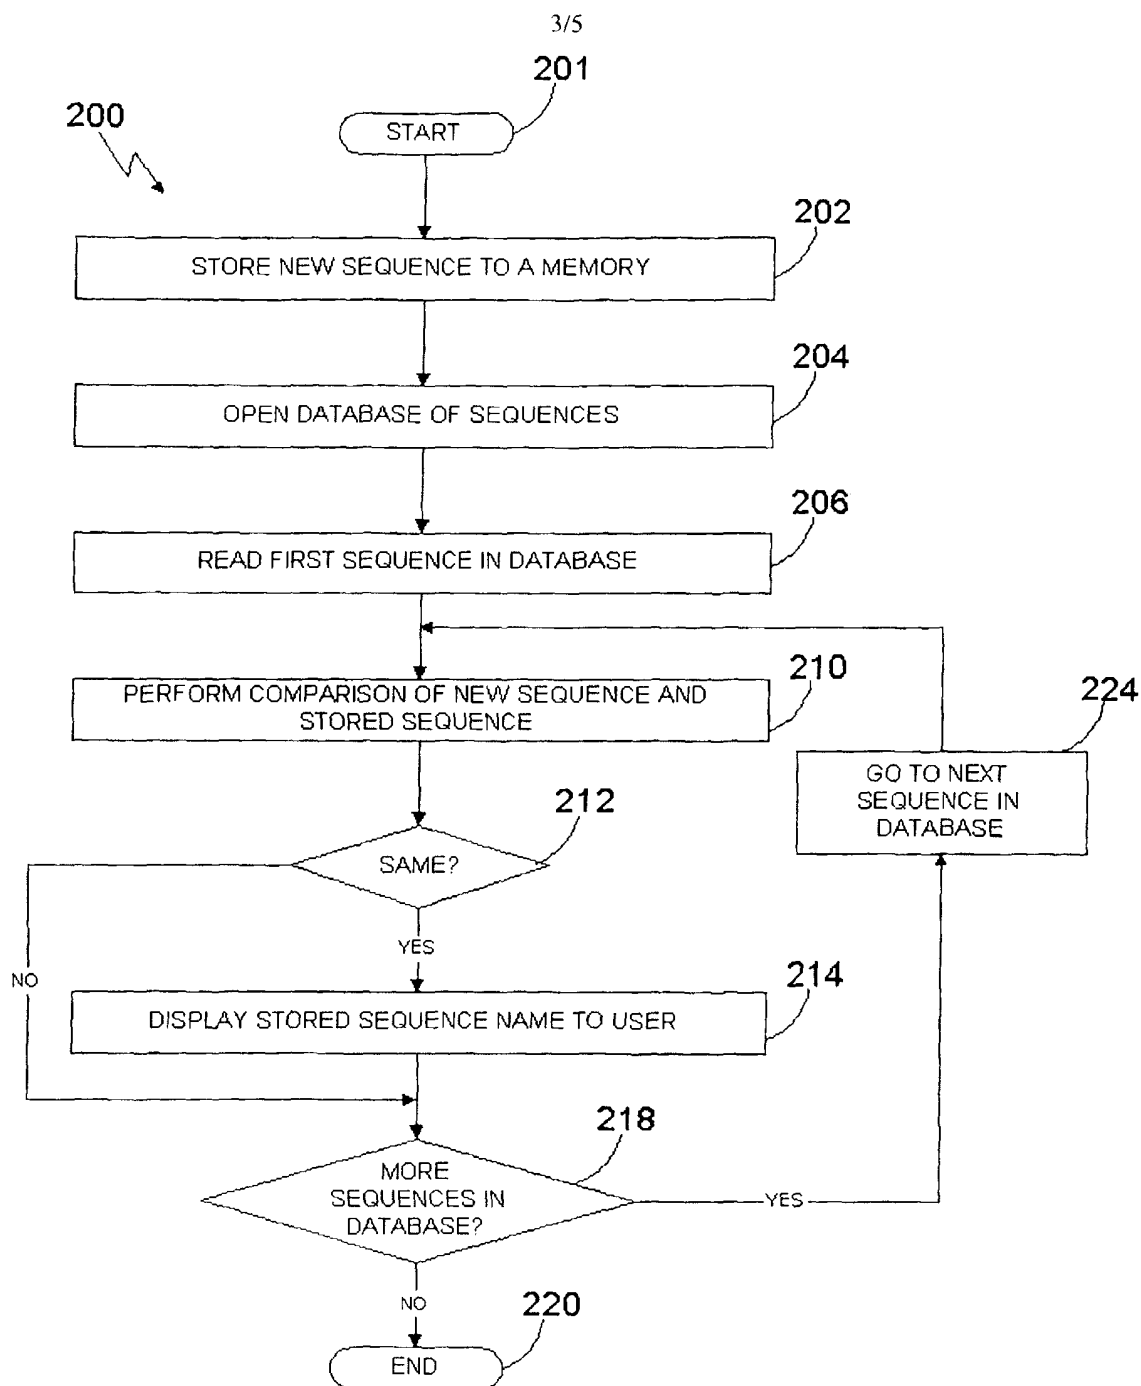 3/5
201
200
START
202
STORE NEW SEQUENCE TO A MEMORY
204
OPEN DATABASE OF SEQUENCES
206
READ FIRST SEQUENCE IN DATABASE
210
PERFORM COMPARISON OF NEW SEQUENCE AND
STORED SEQUENCE
224
GO TO NEXT
SEQUENCE IN
DATABASE
212
SAME?
YES
NO
214
DISPLAY STORED SEQUENCE NAME TO USER
218
MORE
SEQUENCES IN
DATABASE?
YES
NO
220
END